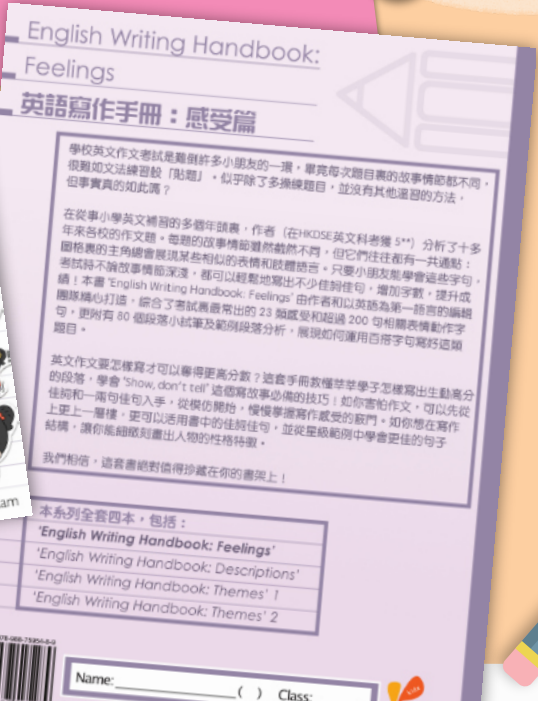 English Writing Handbook:
Feelings
英語寫作手冊：感受篇
學校英文作文考試是難倒許多小朋友的一環，畢竟每次題目裏的故事情節都不同，
很難如文法練習般「貼題」。似乎除了多操練題目，並沒有其他溫習的方法，
但事實真的如此嗎？
在從事小學英文補習的多個年頭裏，作者（在HKDSE英文科考獲 5**）分析了十多
年來各校的作文題。每題的故事情節雖然截然不同，但它們往往都有一共通點：
圖格裏的主角總會展現某些相似的表情和肢體語言。只要小朋友能學會這些字句，
考試時不論故事情節深淺，都可以輕鬆地寫出不少佳詞佳句，增加字數，提升成
績！本書 'English Writing Handbook: Feelings' 由作者和以英語為第一語言的編輯
團隊精心打造，綜合了考試裏最常出的 23 類感受和超過 200 句相關表情動作字
句，更附有 80 個段落小試筆及範例段落分析，展現如何運用百搭字句寫好這類
題目。
英文作文要怎樣寫才可以奪得更高分數？這套手冊教懂莘莘學子怎樣寫出生動高分
的段落，學會 'Show, don't tell' 這個寫故事必備的技巧！如你害怕作文，可以先從
佳詞和一兩句佳句入手，從模仿開始，慢慢掌握寫作感受的竅門。如你想在寫作
上更上一層樓，更可以活用書中的佳詞佳句，並從星級範例中學會更佳的句子
結構，讓你能細緻刻畫出人物的性格特徵。
我們相信，這套書絕對值得珍藏在你的書架上！
本系列全套四本，包括：
'English Writing Handbook: Feelings'
'English Writing Handbook: Descriptions'
'English Writing Handbook: Themes' 1
'English Writing Handbook: Themes' 2
Name: ( ) Class: